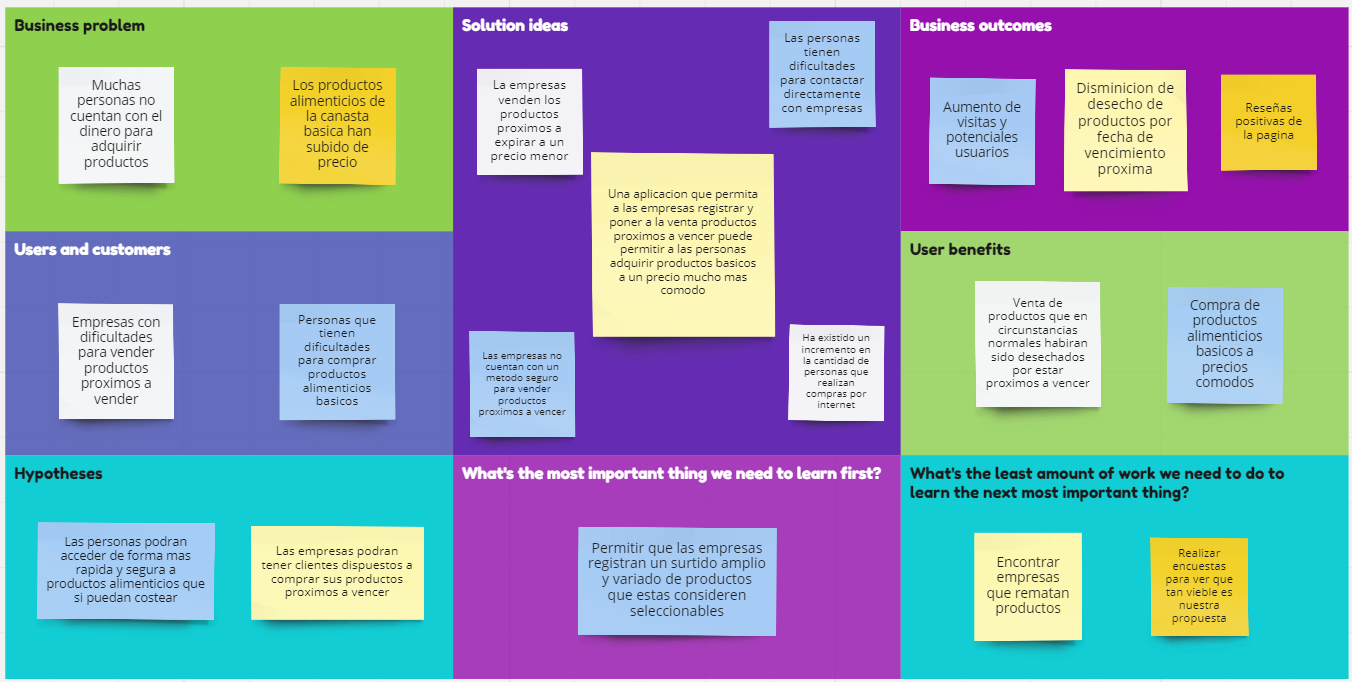 Business problem
Muchas
personas no
cuentan con el
dinero para
adquirir
productos
Los productos
alimenticios de
la canasta
basica han
subido de
precio
Solution ideas
La empresas
venden los
productos
proximos a
expirar a un
precio menor
Las personas
tienen
dificultades
para contactar
directamente
con empresas
Una aplicacion que permita
a las empresas registrar y
poner a la venta productos
proximos a vencer puede
permitir a las personas
adquirir productos basicos
a un precio mucho mas
comodo
Las empresas no
cuentan con un
metodo seguro
para vender
productos
proximos a vencer
Ha existido un
incremento en
la cantidad de
personas que
realizan
compras por
internet
Business outcomes
Aumento de
visitas y
potenciales
usuarios
Disminicion de
desecho de
productos por
fecha de
vencimiento
proxima
Reseñas
positivas de
la pagina
Users and customers
Empresas con
dificultades
para vender
productos
proximos a
vender
Personas que
tienen
dificultades
para comprar
productos
alimenticios
basicos
User benefits
Venta de
productos que en
circunstancias
normales habiran
sido desechados
por estar
proximos a vencer
Compra de
productos
alimenticios
basicos a
precios
comodos
Hypotheses
Las personas podran
acceder de forma mas
rapida y segura a
productos alimenticios que
si puedan costear
Las empresas podran
tener clientes dispuestos a
comprar sus productos
proximos a vencer
What's the most important thing we need to learn first?
Permitir que las empresas
registran un surtido amplio
y variado de productos
que estas consideren
seleccionables
What's the least amount of work we need to do to
learn the next most important thing?
Encontrar
empresas
que rematan
productos
Realizar
encuestas
para ver que
tan vieble es
nuestra
propuesta